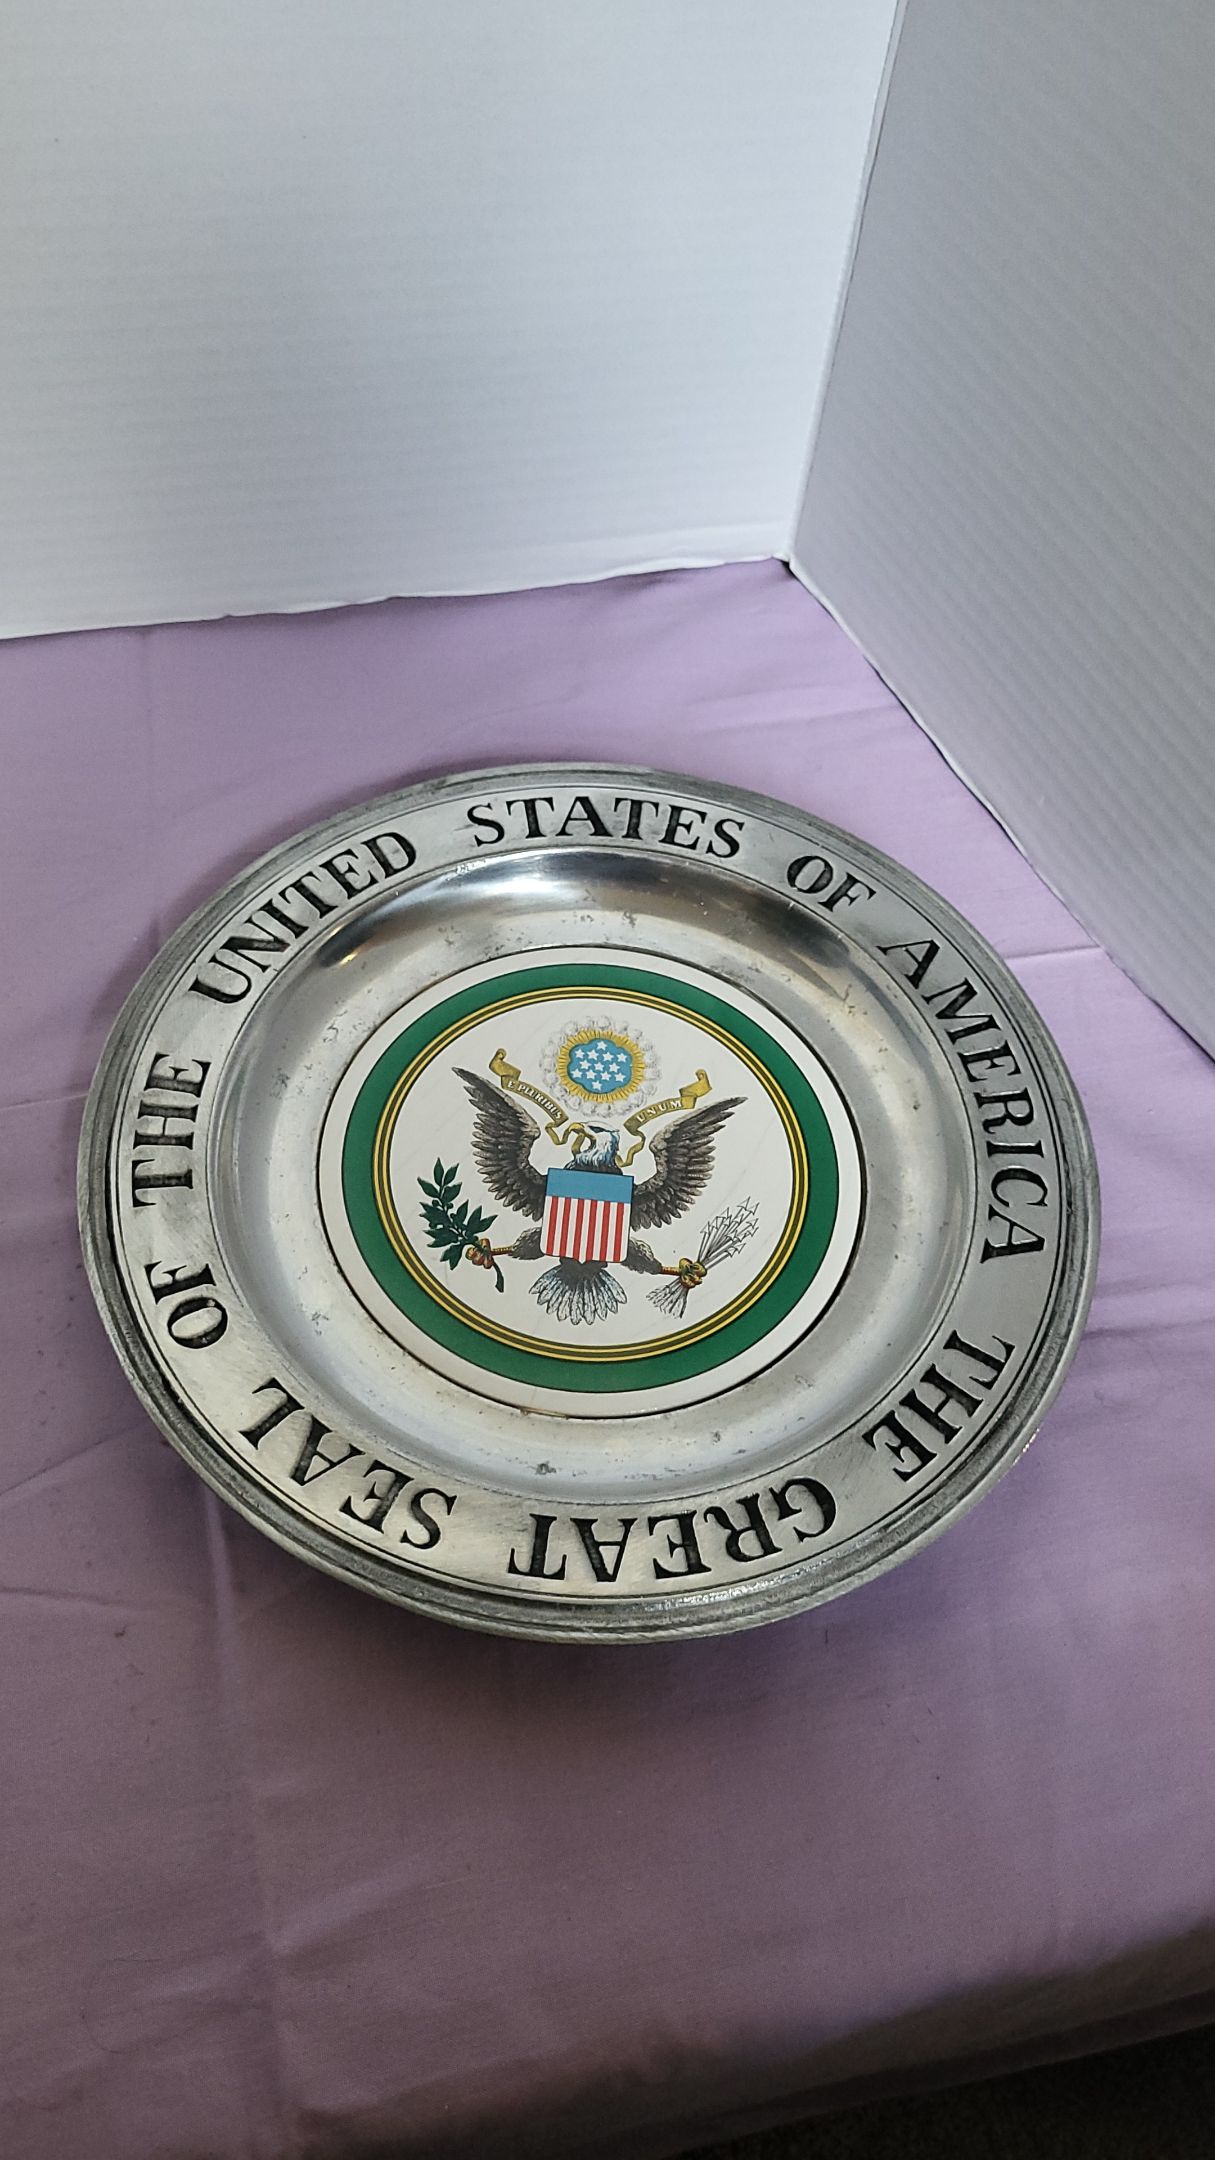 THE GREAT SEAL OF THE UNITED STATES OF AMERICA
E PLURIBUS
UNUM